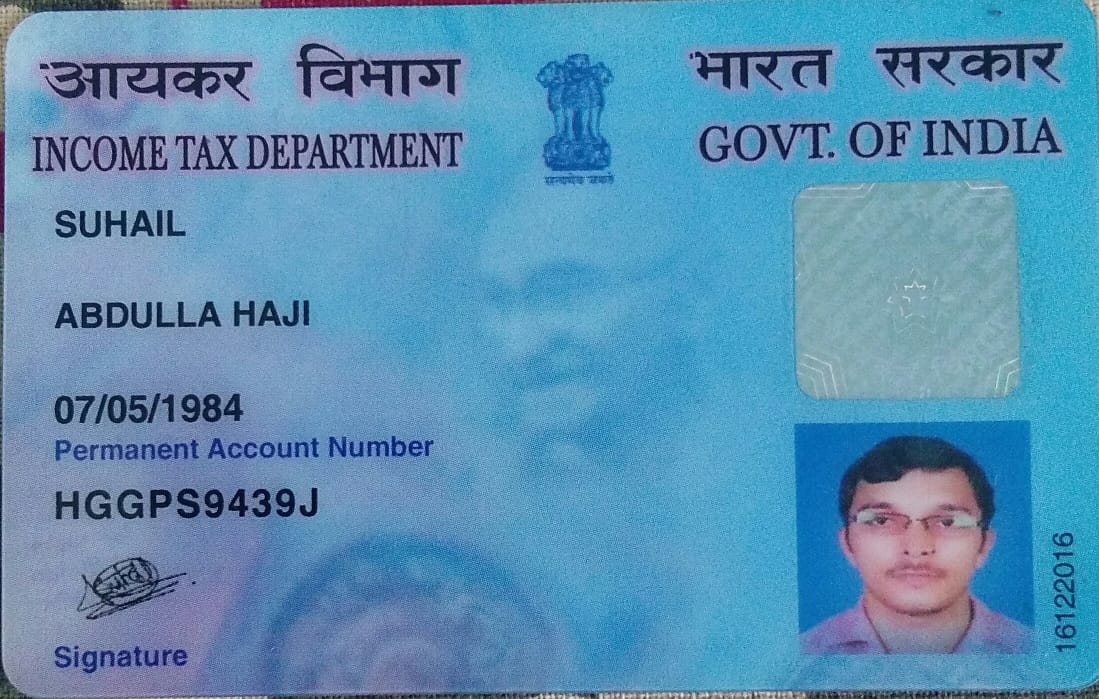 आयकर विभाग
भारत सरकार
INCOME TAX DEPARTMENT
GOVT. OF INDIA
सत्यमेव जयते
SUHAIL
ABDULLA HAJI
07/05/1984
Permanent Account Number
HGGPS9439J
Suhail
Signature
16122016